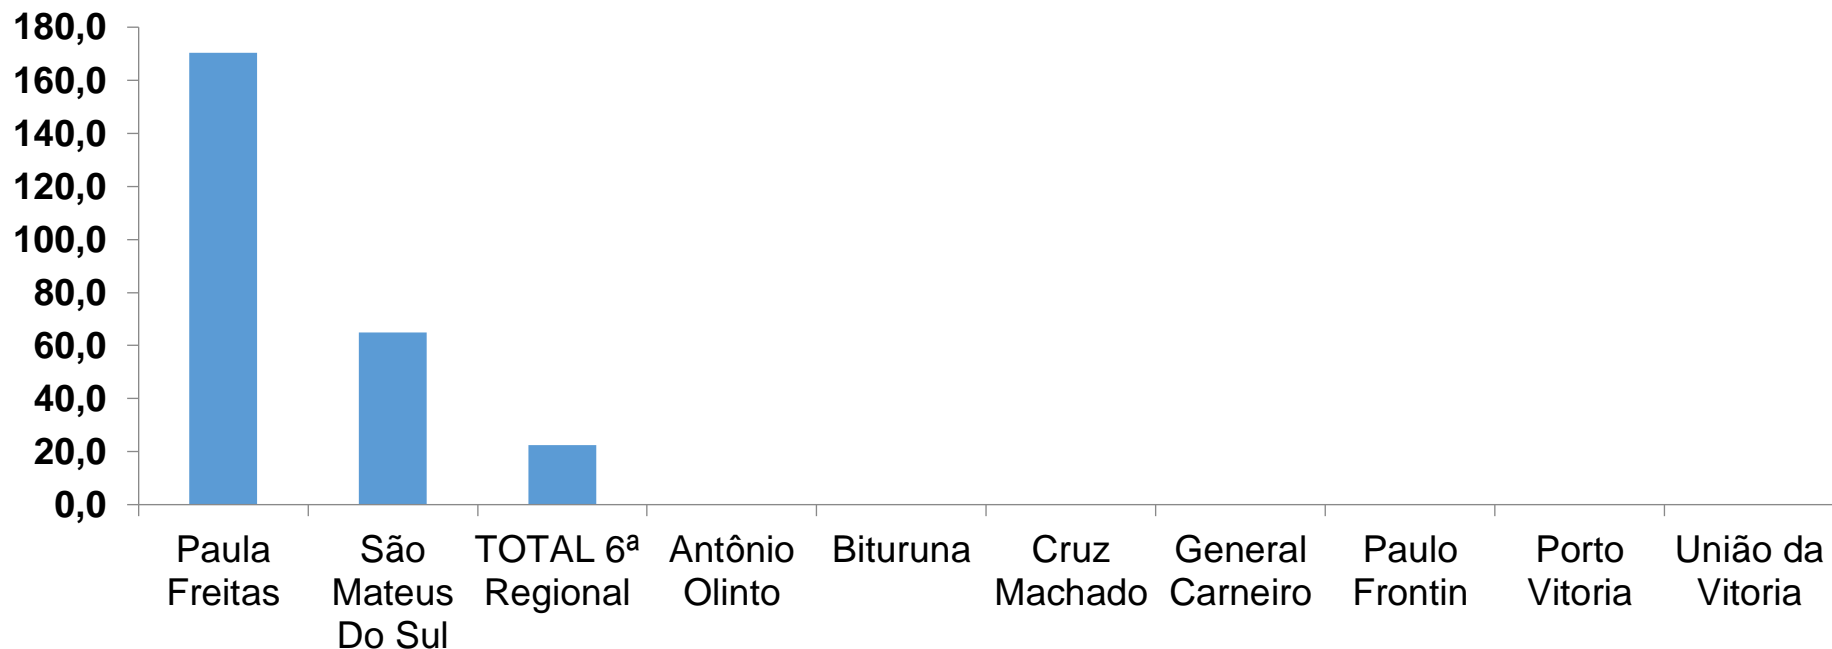 180,0
160,0
140,0
120,0
100,0
80,0
60,0
40,0
20,0
0,0
Paula
Freitas
São
Mateus
Do Sul
TOTAL 6ª
Regional
Antônio
Olinto
Bituruna
Cruz
Machado
General
Carneiro
Paulo
Frontin
Porto
Vitoria
União da
Vitoria